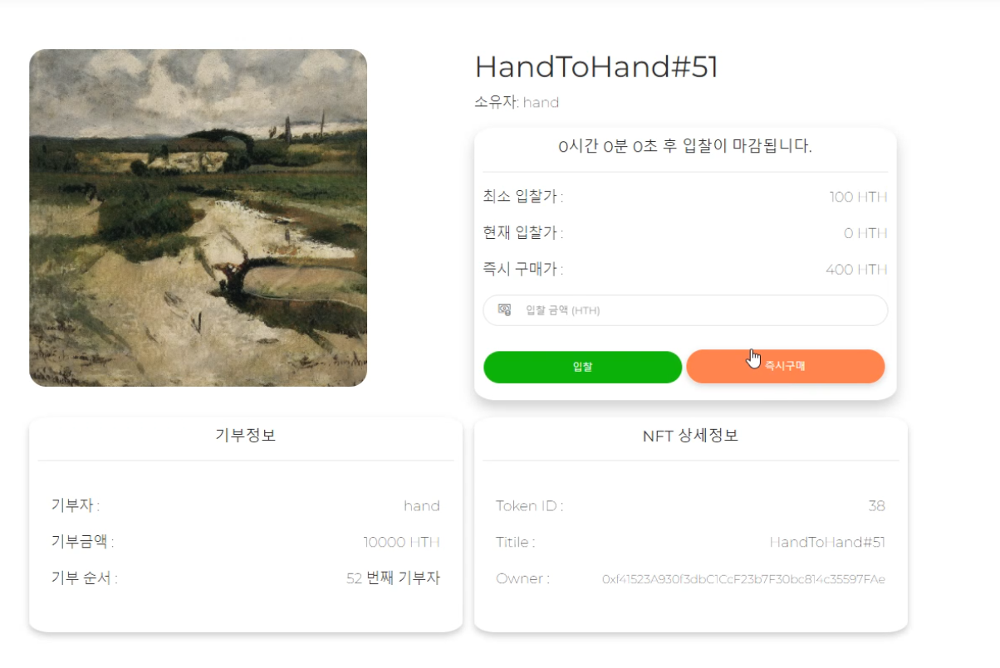 HandToHand#51
소유자: hand
0시간 0분 0초 후 입찰이 마감됩니다.
최소 입찰가 : 100 HTH
현재 입찰가 : 0 HTH
즉시 구매가 : 400 HTH
입찰 금액 (HTH)
입찰 즉시구매
기부정보
기부자 : hand
기부금액 : 10000 HTH
기부 순서 : 52 번째 기부자
NFT 상세정보
Token ID : 38
Titile : HandToHand#51
Owner : 0xf41523A930f3dbC1CcF23b7F30bc814c35597FAe